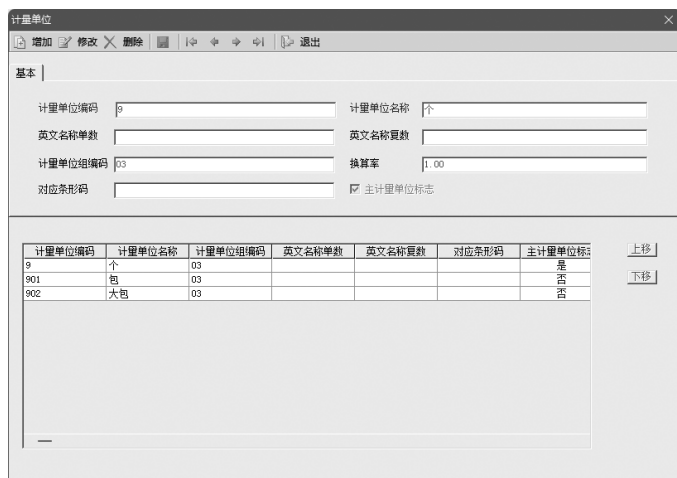 计量单位
增加 修改 删除 退出
基本
计量单位编码 9 计量单位名称 个
英文名称单数 英文名称复数
计量单位组编码 03 换算率 1.00
对应条形码 主计量单位标志
计量单位编码 计量单位名称 计量单位组编码 英文名称单数 英文名称复数 对应条形码 主计量单位标 上移
9 个 03 是
901 包 03 否 下移
902 大包 03 否